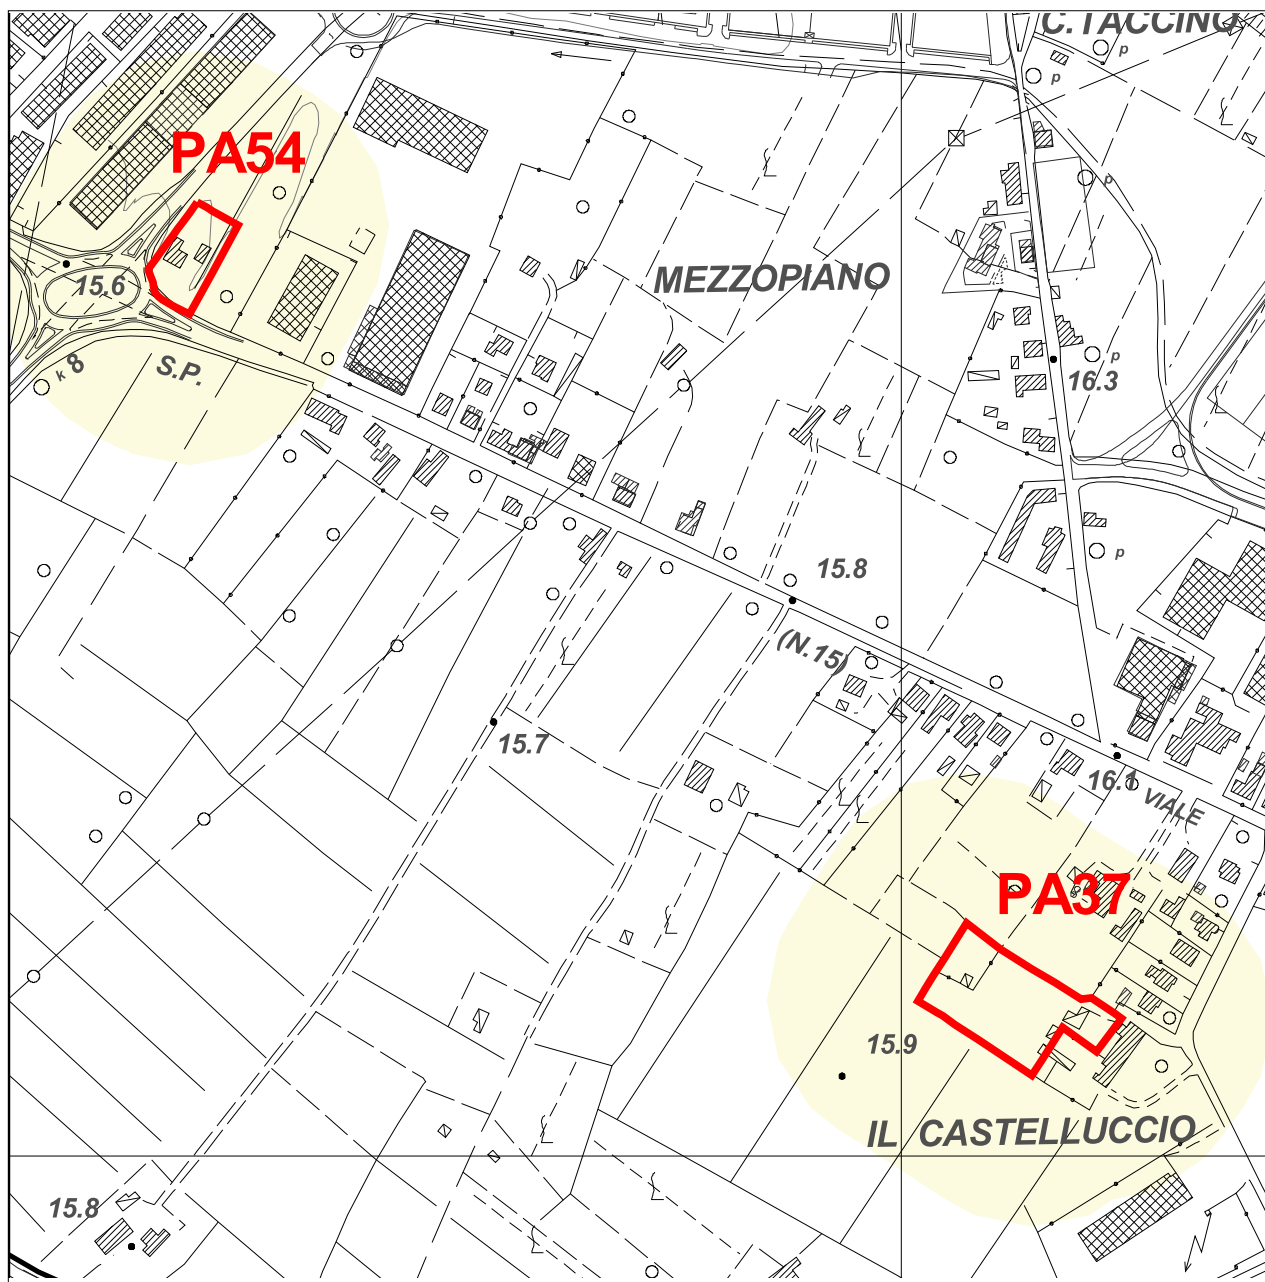 C. TACCINO
p
p
PA54
p
MEZZOPIANO
15.6
k 8
S.P.
p
16.3
p
15.8
(N.15)
15.7
16.1
VIALE
PA37
15.9
IL CASTELLUCCIO
15.8